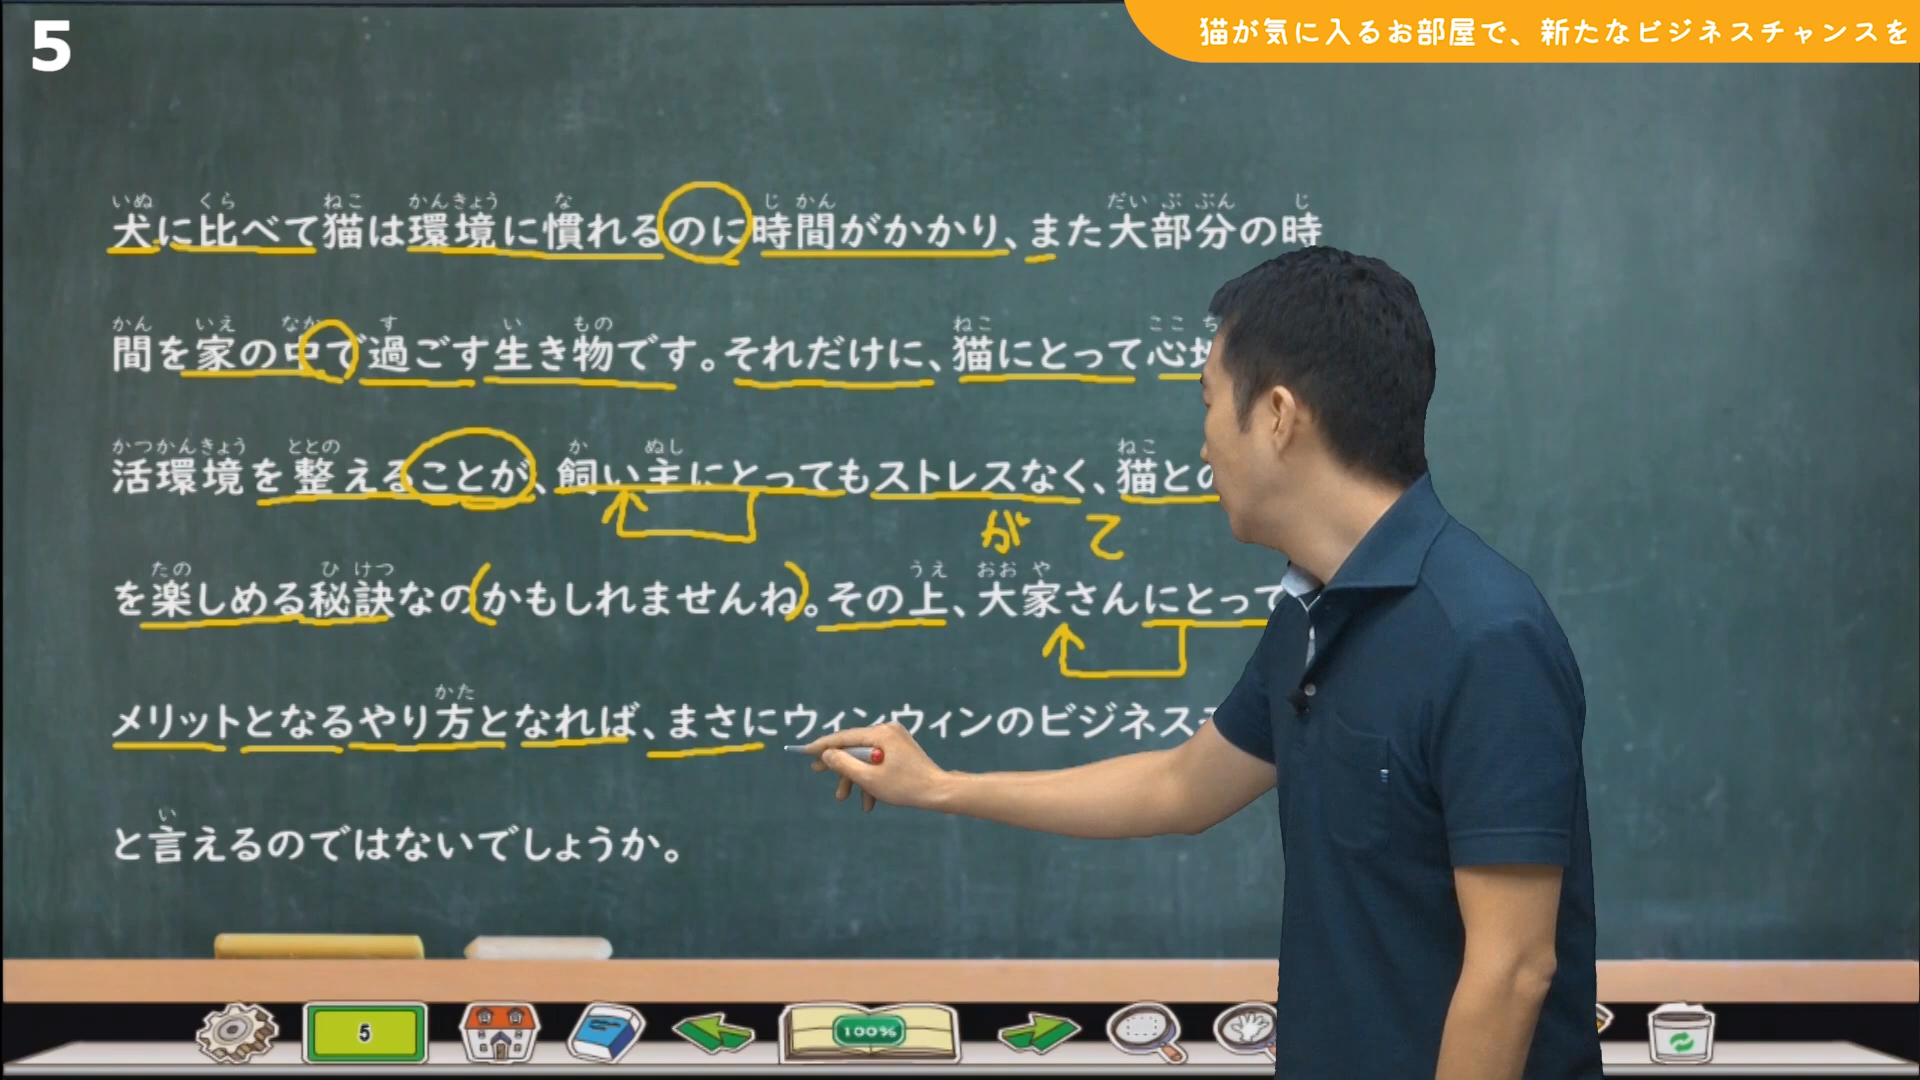 5
猫が気に入るお部屋で、新たなビジネスチャンスを
いぬ くら ねこ かんきょう な じ かん だい ぶ ぶん じ
犬に比べて猫は環境に慣れるのに時間がかかり、また大部分の時
かん いえ なか す い もの ねこ ここ ち
間を家の中で過ごす生き物です。それだけに、猫にとって心地
かつかんきょう ととの か ぬし ねこ
活環境を整えることが、飼い主にとってもストレスなく、猫との
が て
たの ひ けつ うえ おお や
を楽しめる秘訣なの(かもしれませんね)。その上、大家さんにとって
かた
メリットとなるやり方となれば、まさにウィンウィンのビジネス
い
と言えるのではないでしょうか。
5
100%